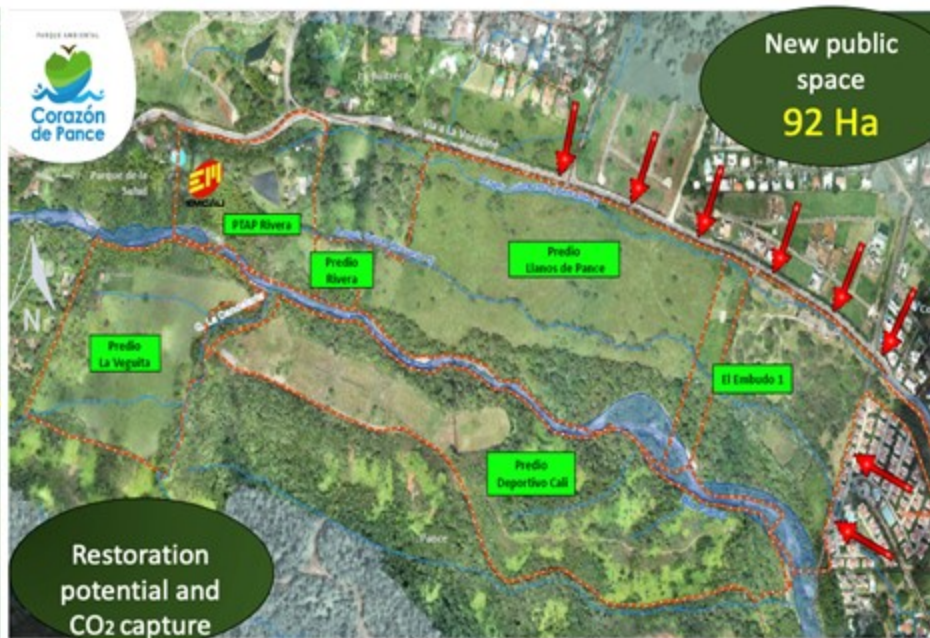 PARQUE AMBIENTAL
Corazón
de Pance
New public
space
92 Ha
Vía a La Vorágine
Parque de la
Salud
EM
EMCALI
PTAP Rivera
Predio
Rivera
Predio
Llanos de Pance
N
Predio
La Veguita
El Embudo 1
Predio
Deportivo Cali
Pance
Restoration
potential and
CO₂ capture